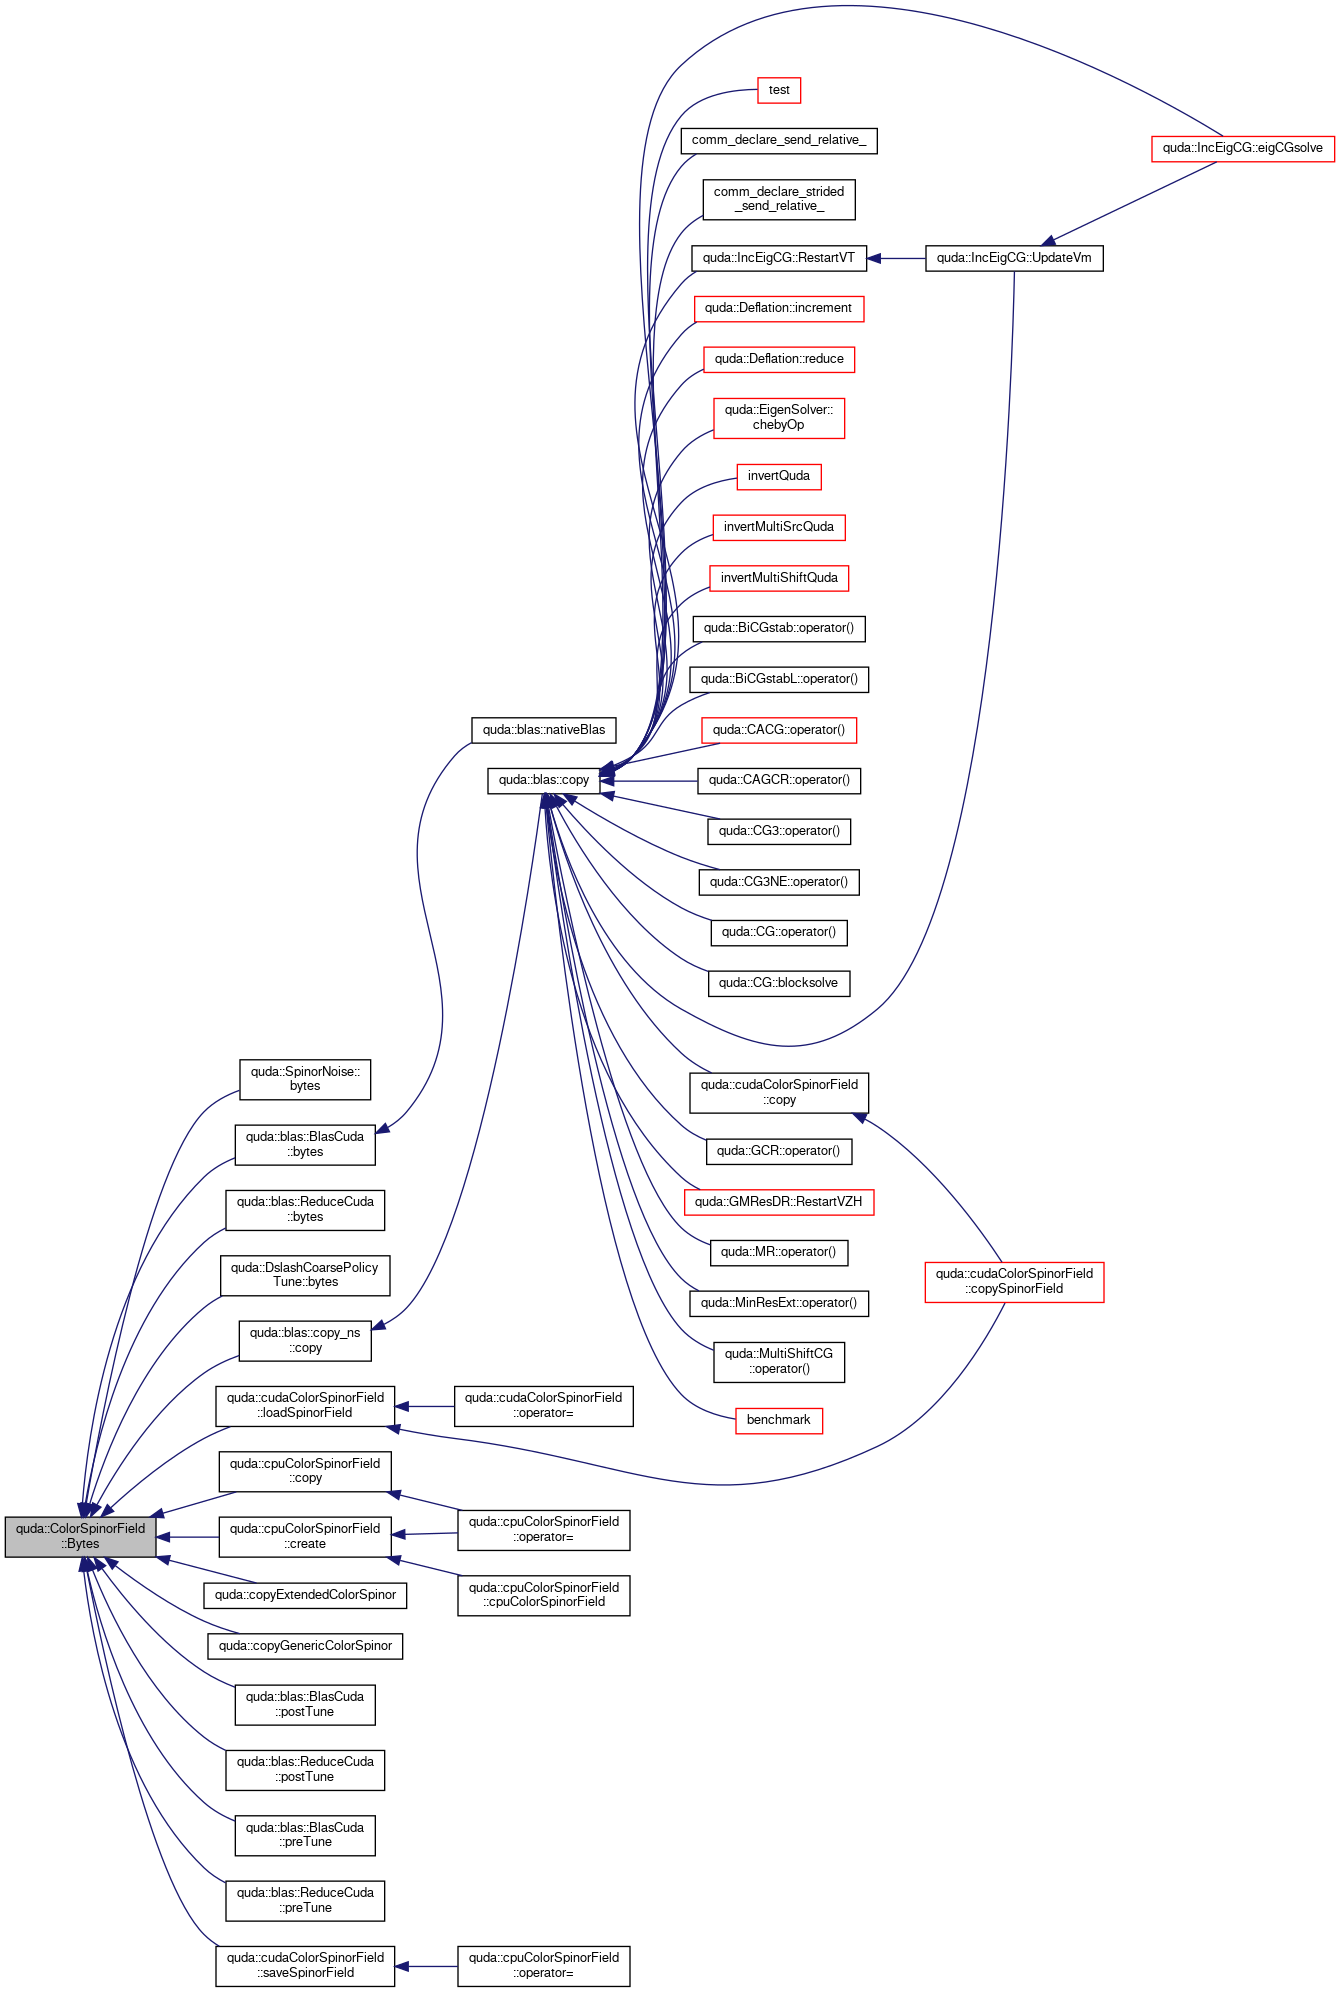 test
comm_declare_send_relative_
quda::IncEigCG::eigCGsolve
comm_declare_strided
_send_relative_
quda::IncEigCG::RestartVT
quda::IncEigCG::UpdateVm
quda::Deflation::increment
quda::Deflation::reduce
quda::EigenSolver::
chebyOp
invertQuda
invertMultiSrcQuda
invertMultiShiftQuda
quda::BiCGstab::operator()
quda::BiCGstabL::operator()
quda::blas::nativeBlas
quda::CACG::operator()
quda::blas::copy
quda::CAGCR::operator()
quda::CG3::operator()
quda::CG3NE::operator()
quda::CG::operator()
quda::CG::blocksolve
quda::SpinorNoise::
bytes
quda::cudaColorSpinorField
::copy
quda::blas::BlasCuda
::bytes
quda::GCR::operator()
quda::blas::ReduceCuda
::bytes
quda::GMResDR::RestartVZH
quda::MR::operator()
quda::DslashCoarsePolicy
Tune::bytes
quda::cudaColorSpinorField
::copySpinorField
quda::MinResExt::operator()
quda::blas::copy_ns
::copy
quda::MultiShiftCG
::operator()
quda::cudaColorSpinorField
::loadSpinorField
quda::cudaColorSpinorField
::operator=
benchmark
quda::cpuColorSpinorField
::copy
quda::ColorSpinorField
::Bytes
quda::cpuColorSpinorField
::create
quda::cpuColorSpinorField
::operator=
quda::copyExtendedColorSpinor
quda::cpuColorSpinorField
::cpuColorSpinorField
quda::copyGenericColorSpinor
quda::blas::BlasCuda
::postTune
quda::blas::ReduceCuda
::postTune
quda::blas::BlasCuda
::preTune
quda::blas::ReduceCuda
::preTune
quda::cudaColorSpinorField
::saveSpinorField
quda::cpuColorSpinorField
::operator=